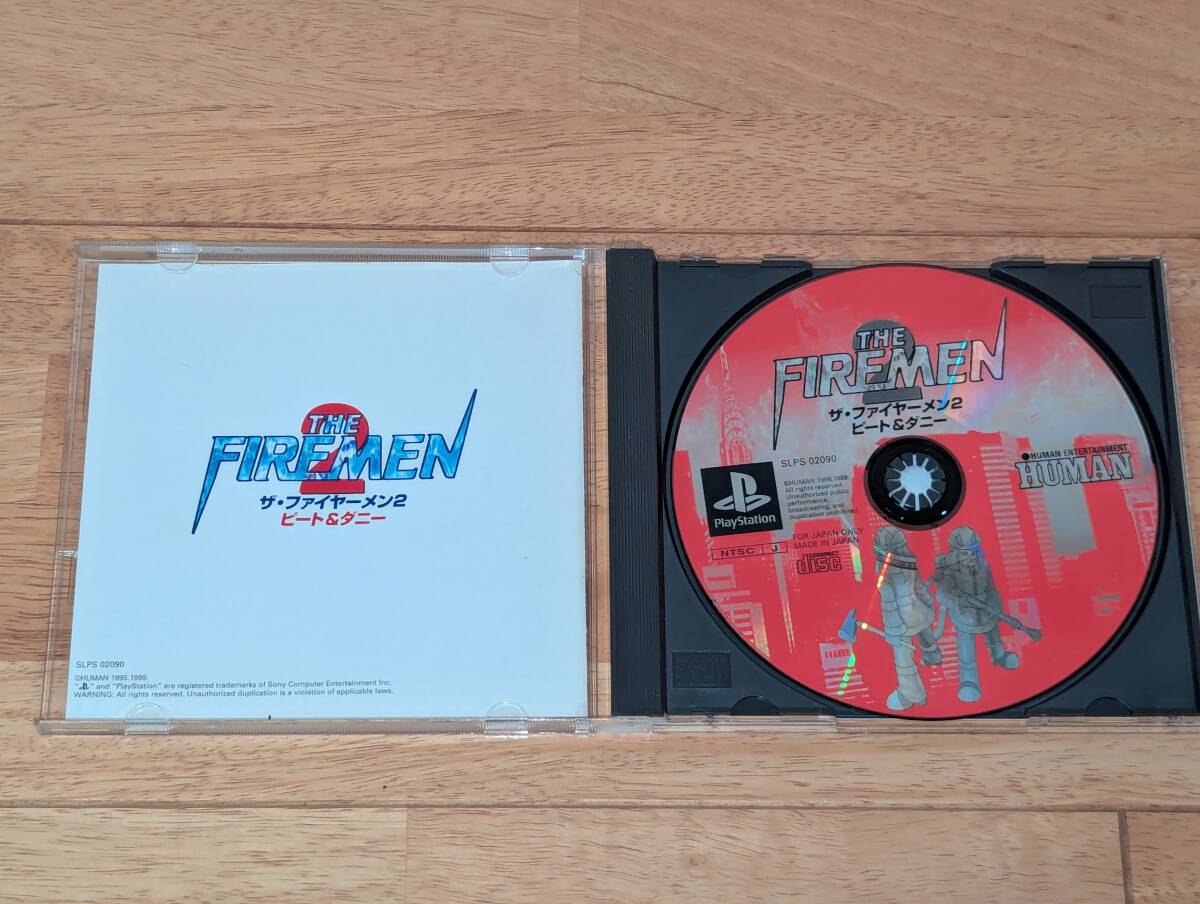 THE
FIREMEN
2
ザ・ファイヤーメン2
ピート&ダニー
SLPS 02090
©HUMAN 1995,1999.
" " and "PlayStation" are registered trademarks of Sony Computer Entertainment Inc.
WARNING: All rights reserved. Unauthorized duplication is a violation of applicable laws.
THE
FIREMEN
2
ザ・ファイヤーメン2
ピート&ダニー
SLPS 02090
PlayStation
NTSC J
©HUMAN 1995,1999.
All rights reserved.
Unauthorized public
performance,
broadcasting, and
duplication prohibited.
FOR JAPAN ONLY
MADE IN JAPAN
COMPACT
disc
HUMAN ENTERTAINMENT
HUMAN